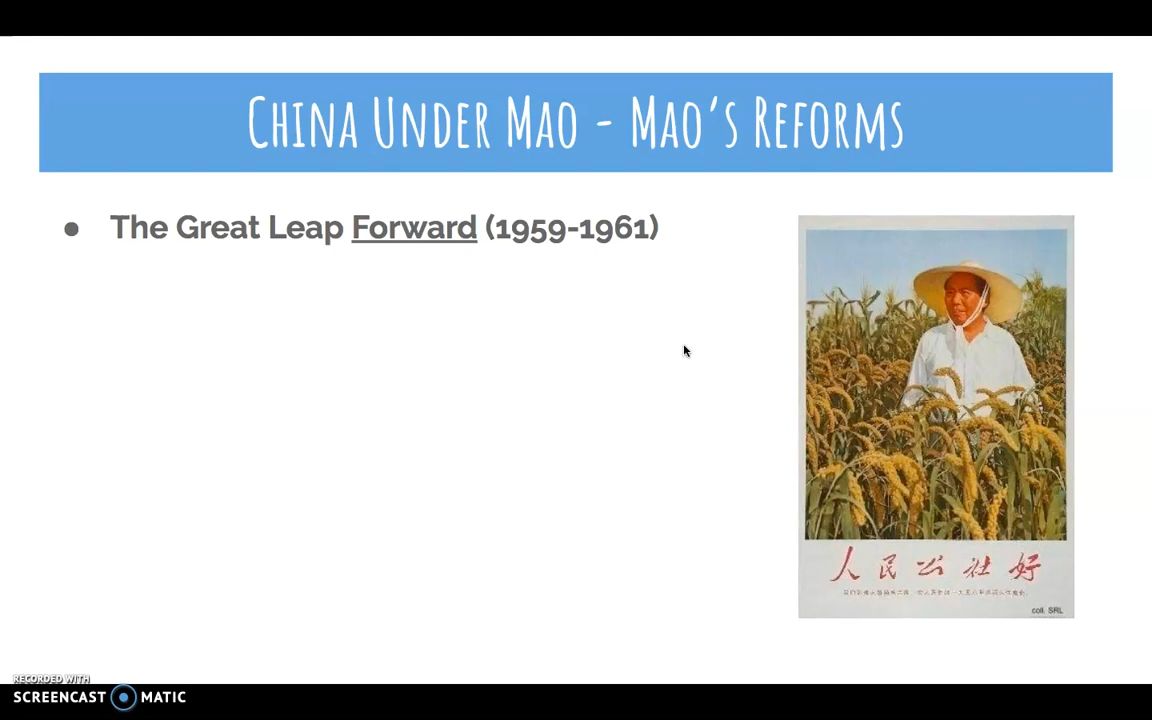 China Under Mao - Mao's Reforms
● The Great Leap Forward (1959-1961)
人民公社好
coll. SRL
RECORDED WITH
SCREENCAST MATIC